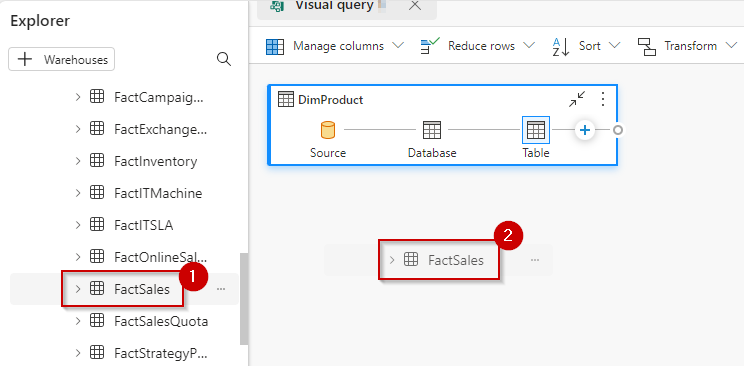 Visual query
Explorer
+ Warehouses
Manage columns
Reduce rows
A
Z
Sort
Transform
FactCampaig...
FactExchange...
FactInventory
FactITMachine
FactITSLA
FactOnlineSal...
FactSales
1
...
FactSalesQuota
FactStrategyP...
DimProduct
Source
Database
Table
2
FactSales
...